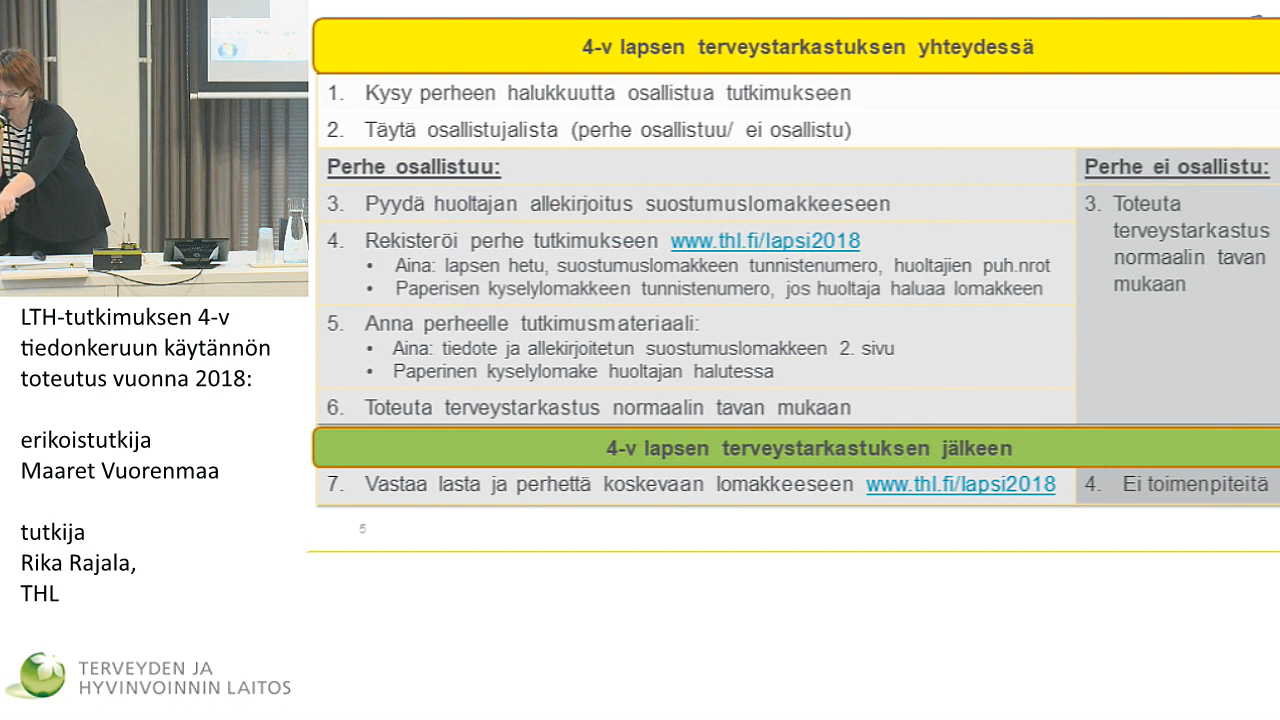 4-v lapsen terveystarkastuksen yhteydessä
1. Kysy perheen halukkuutta osallistua tutkimukseen
2. Täytä osallistujalista (perhe osallistuu/ ei osallistu)
Perhe osallistuu:
3. Pyydä huoltajan allekirjoitus suostumuslomakkeeseen
4. Rekisteröi perhe tutkimukseen www.thl.fi/lapsi2018
• Aina: lapsen hetu, suostumuslomakkeen tunnistenumero, huoltajien puh.nrot
• Paperisen kyselylomakkeen tunnistenumero, jos huoltaja haluaa lomakkeen
5. Anna perheelle tutkimusmateriaali:
• Aina: tiedote ja allekirjoitetun suostumuslomakkeen 2. sivu
• Paperinen kyselylomake huoltajan halutessa
6. Toteuta terveystarkastus normaalin tavan mukaan
Perhe ei osallistu:
3. Toteuta
terveystarkastus
normaalin tavan
mukaan
4-v lapsen terveystarkastuksen jälkeen
7. Vastaa lasta ja perhettä koskevaan lomakkeeseen www.thl.fi/lapsi2018
4. Ei toimenpiteitä
5
LTH-tutkimuksen 4-v
tiedonkeruun käytännön
toteutus vuonna 2018:
erikoistutkija
Maaret Vuorenmaa
tutkija
Rika Rajala,
THL
TERVEYDEN JA
HYVINVOINNIN LAITOS